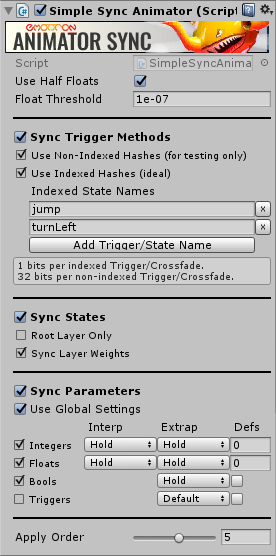 Simple Sync Animator (Script
emotitron
ANIMATOR SYNC
Script SimpleSyncAnima
Use Half Floats
Float Threshold 1e-07
Sync Trigger Methods
Use Non-Indexed Hashes (for testing only)
Use Indexed Hashes (ideal)
Indexed State Names
jump x
turnLeft x
Add Trigger/State Name
1 bits per indexed Trigger/Crossfade.
32 bits per non-indexed Trigger/Crossfade.
Sync States
Root Layer Only
Sync Layer Weights
Sync Parameters
Use Global Settings
Interp Extrap Defs
Integers Hold Hold 0
Floats Hold Hold 0
Bools Hold
Triggers Default
Apply Order 5